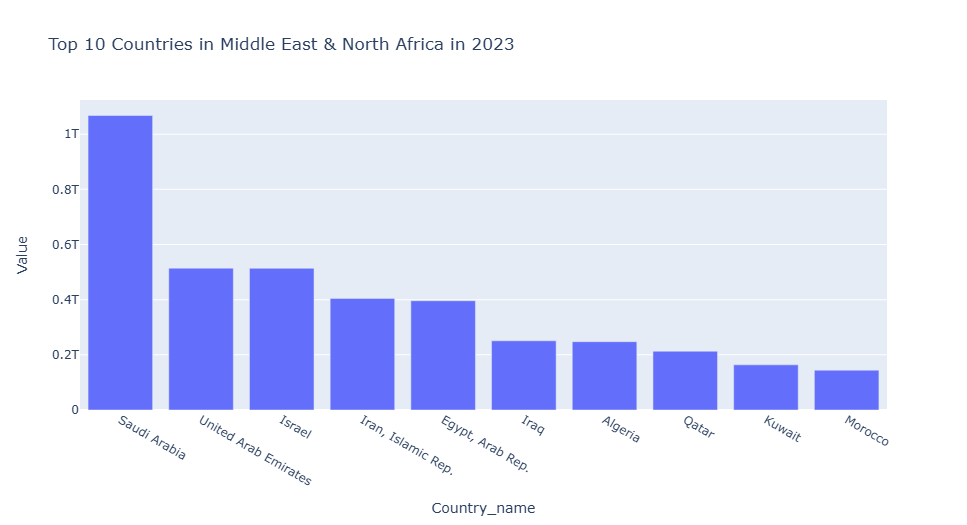 Top 10 Countries in Middle East & North Africa in 2023
Value
1T
0.8T
0.6T
0.4T
0.2T
0
Saudi Arabia
United Arab Emirates
Israel
Iran, Islamic Rep.
Egypt, Arab Rep.
Iraq
Algeria
Qatar
Kuwait
Morocco
Country_name